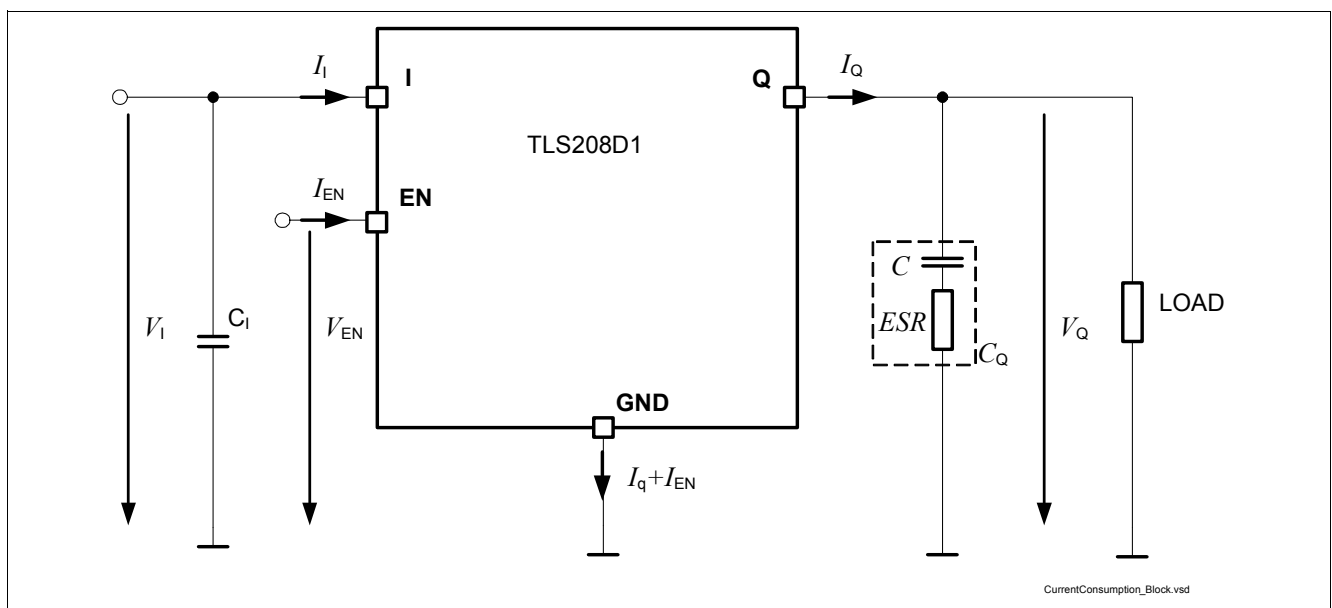 I_I
I
Q
I_Q
TLS208D1
I_EN
EN
V_I
C_I
V_EN
C
ESR
C_Q
V_Q
LOAD
GND
I_q+I_EN
CurrentConsumption_Block.vsd